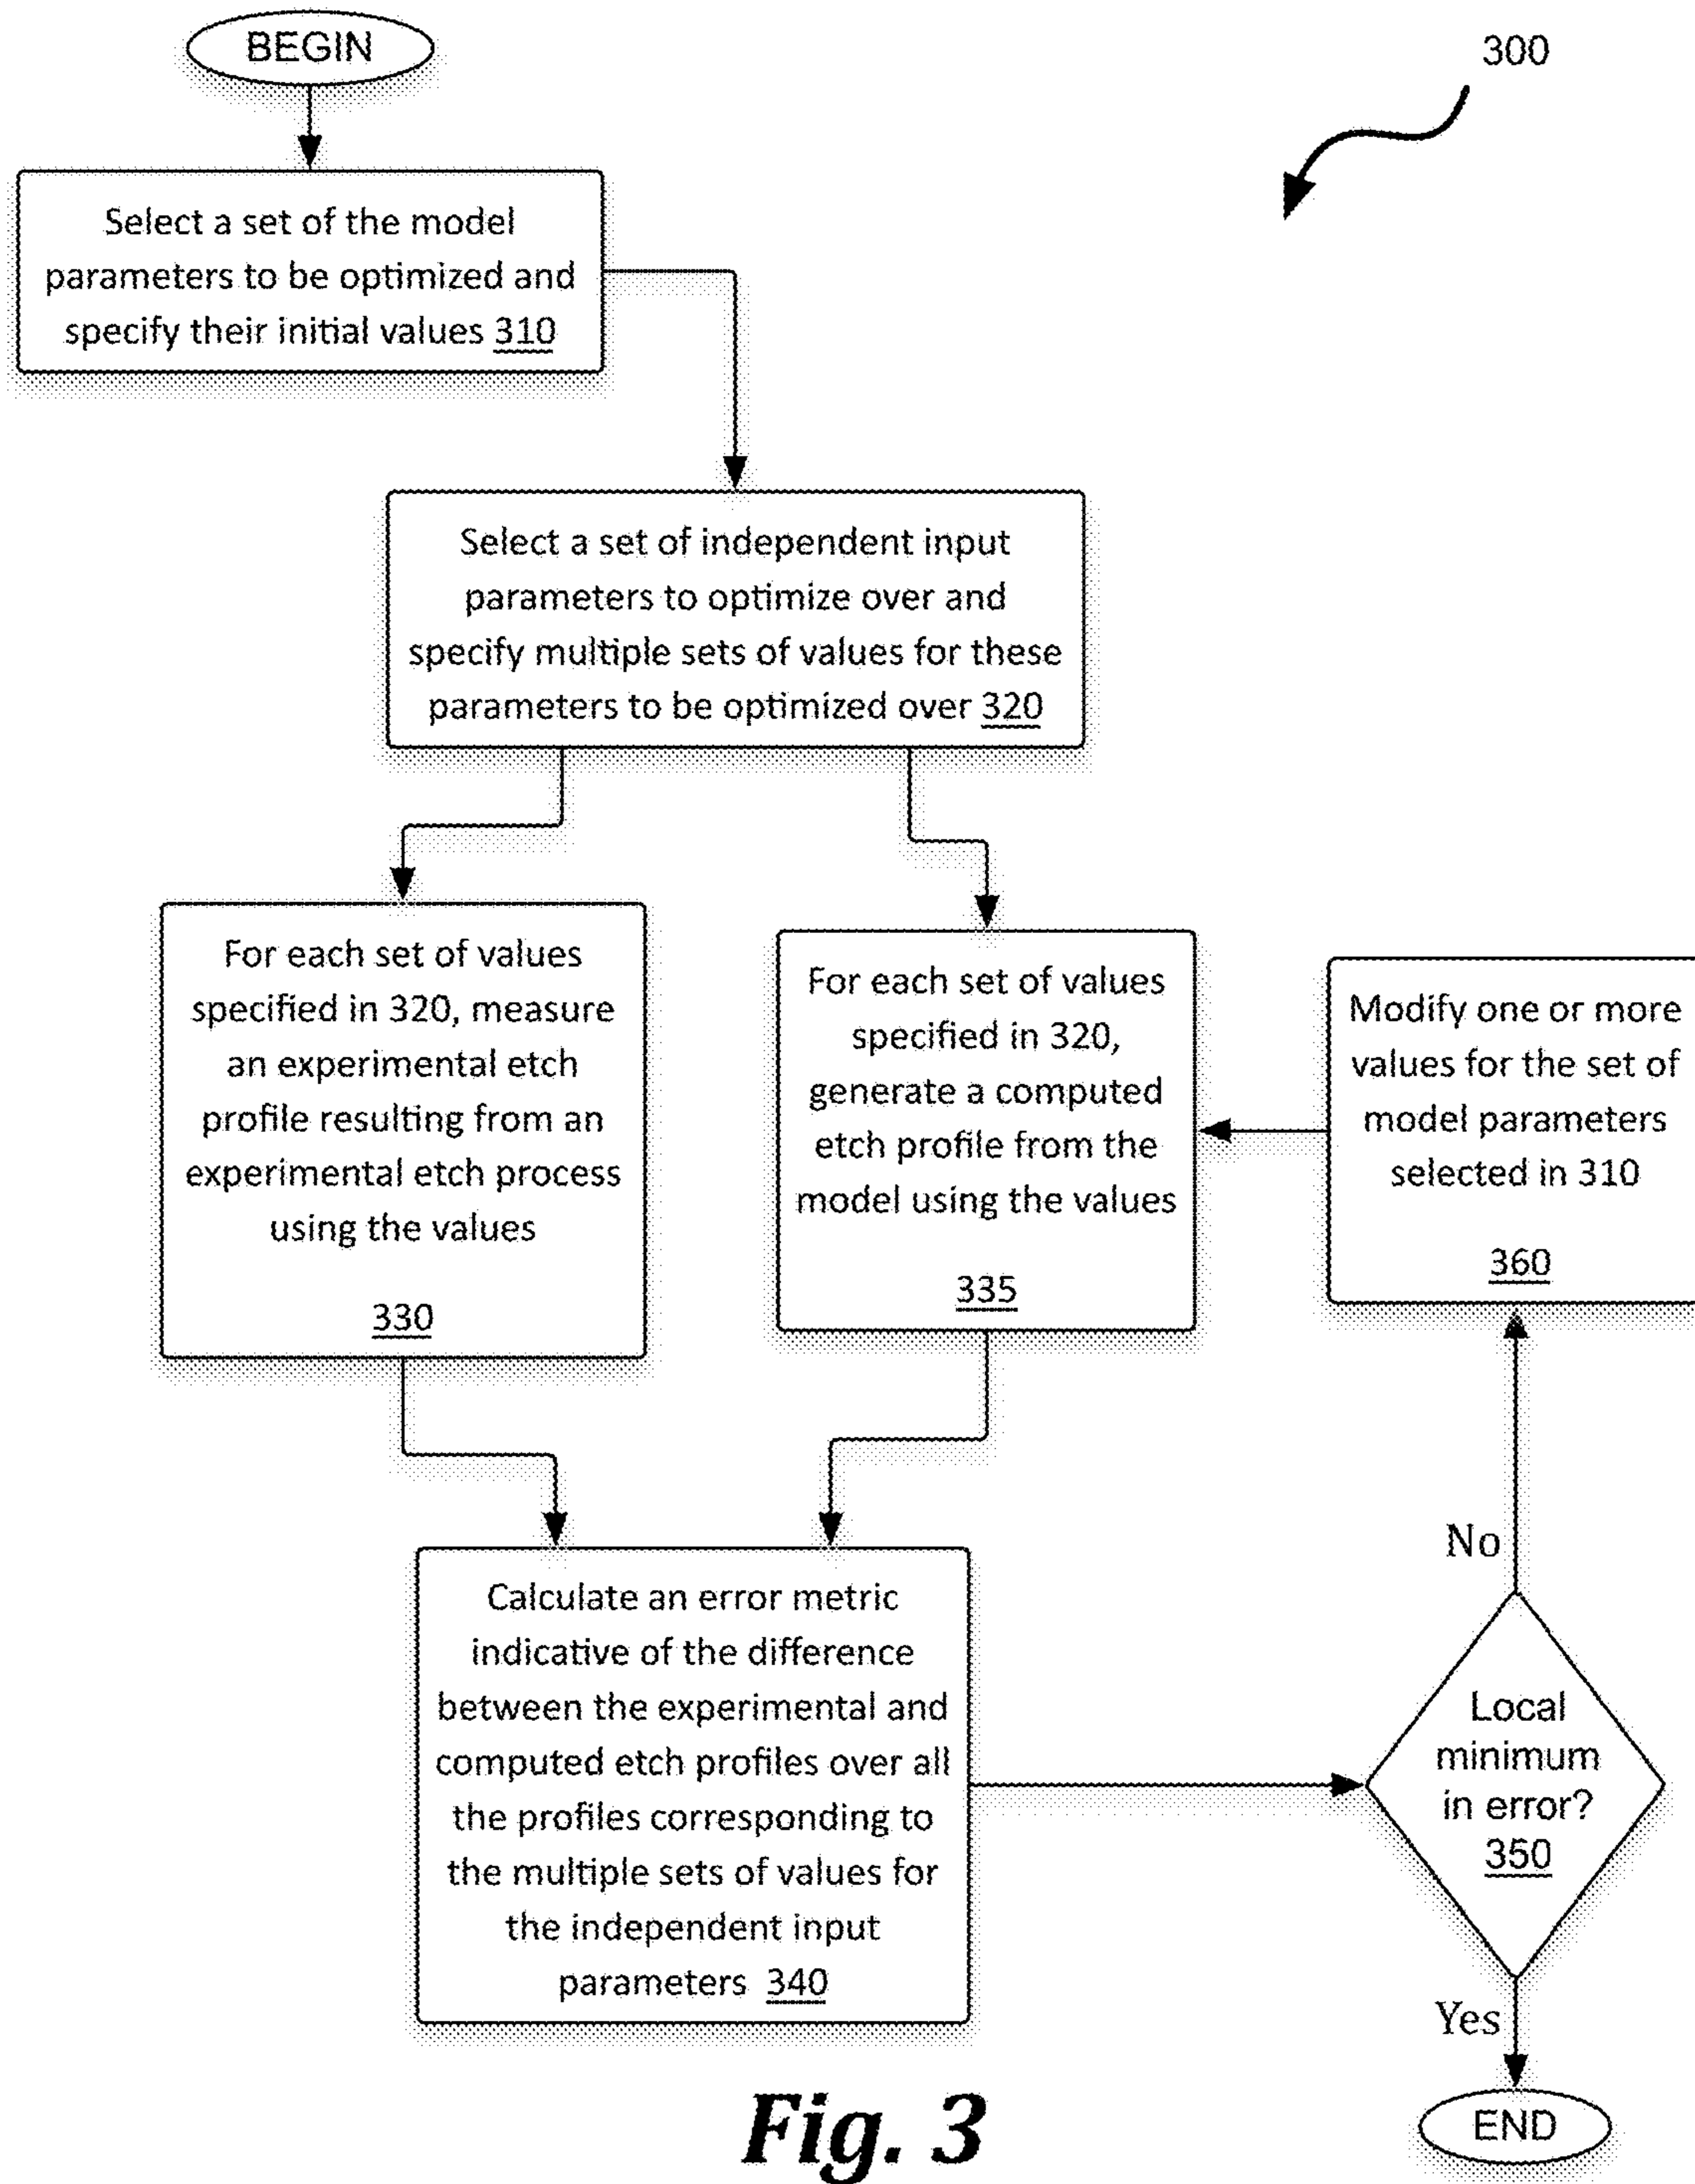 BEGIN
300
Select a set of the model
parameters to be optimized and
specify their initial values 310
Select a set of independent input
parameters to optimize over and
specify multiple sets of values for these
parameters to be optimized over 320
For each set of values
specified in 320, measure
an experimental etch
profile resulting from an
experimental etch process
using the values
330
For each set of values
specified in 320,
generate a computed
etch profile from the
model using the values
335
Modify one or more
values for the set of
model parameters
selected in 310
360
Calculate an error metric
indicative of the difference
between the experimental and
computed etch profiles over all
the profiles corresponding to
the multiple sets of values for
the independent input
parameters 340
No
Local
minimum
in error?
350
Yes
END
Fig. 3